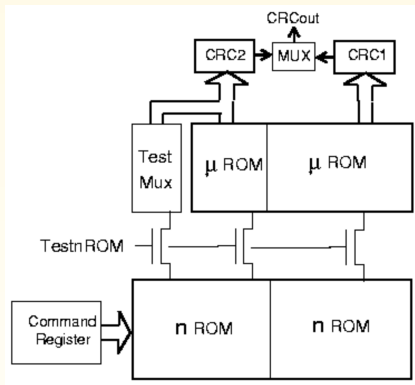 CRCout
CRC2
MUX
CRC1
Test
Mux
μ ROM
μ ROM
TestnROM
Command
Register
n ROM
n ROM